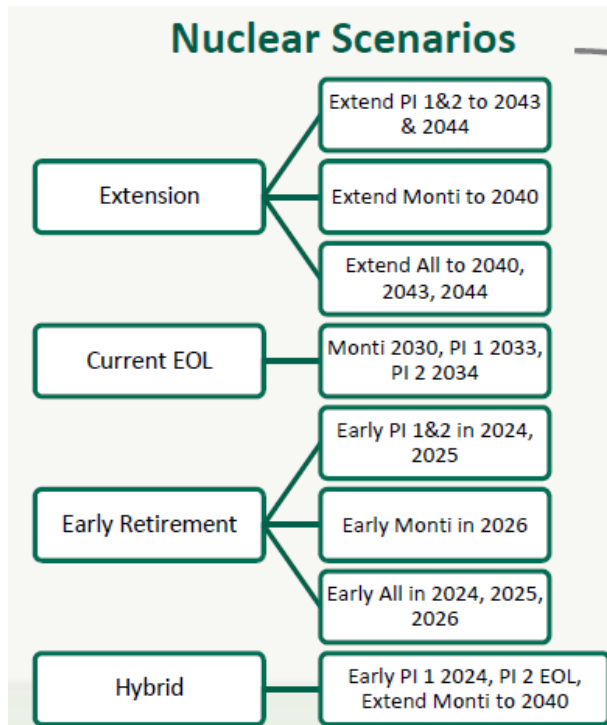 Nuclear Scenarios
Extension
Extend PI 1&2 to 2043
& 2044
Extend Monti to 2040
Extend All to 2040,
2043, 2044
Current EOL
Monti 2030, PI 1 2033,
PI 2 2034
Early Retirement
Early PI 1&2 in 2024,
2025
Early Monti in 2026
Early All in 2024, 2025,
2026
Hybrid
Early PI 1 2024, PI 2 EOL,
Extend Monti to 2040